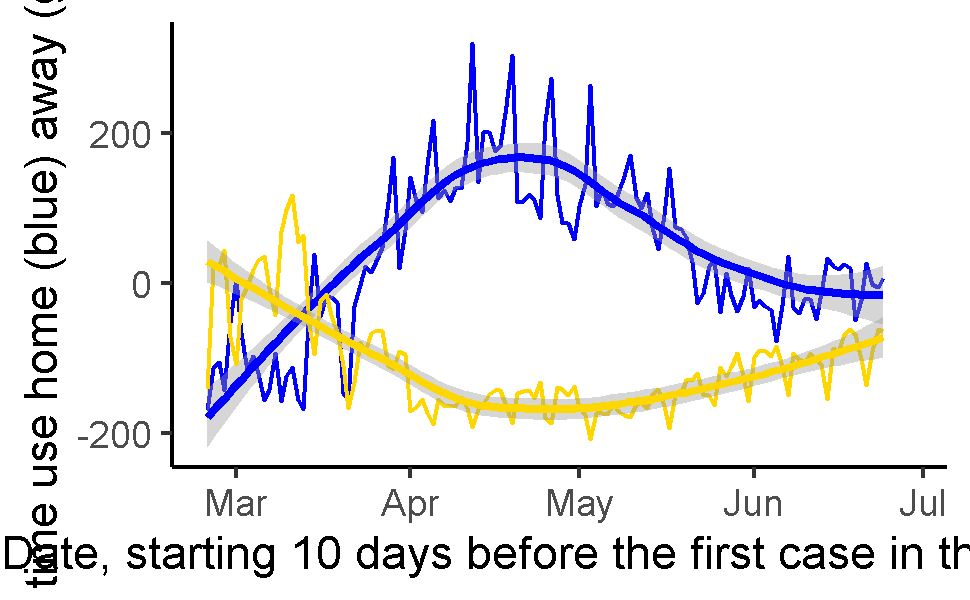 time use home (blue) away (
200
0
-200
Mar Apr May Jun Jul
Date, starting 10 days before the first case in th